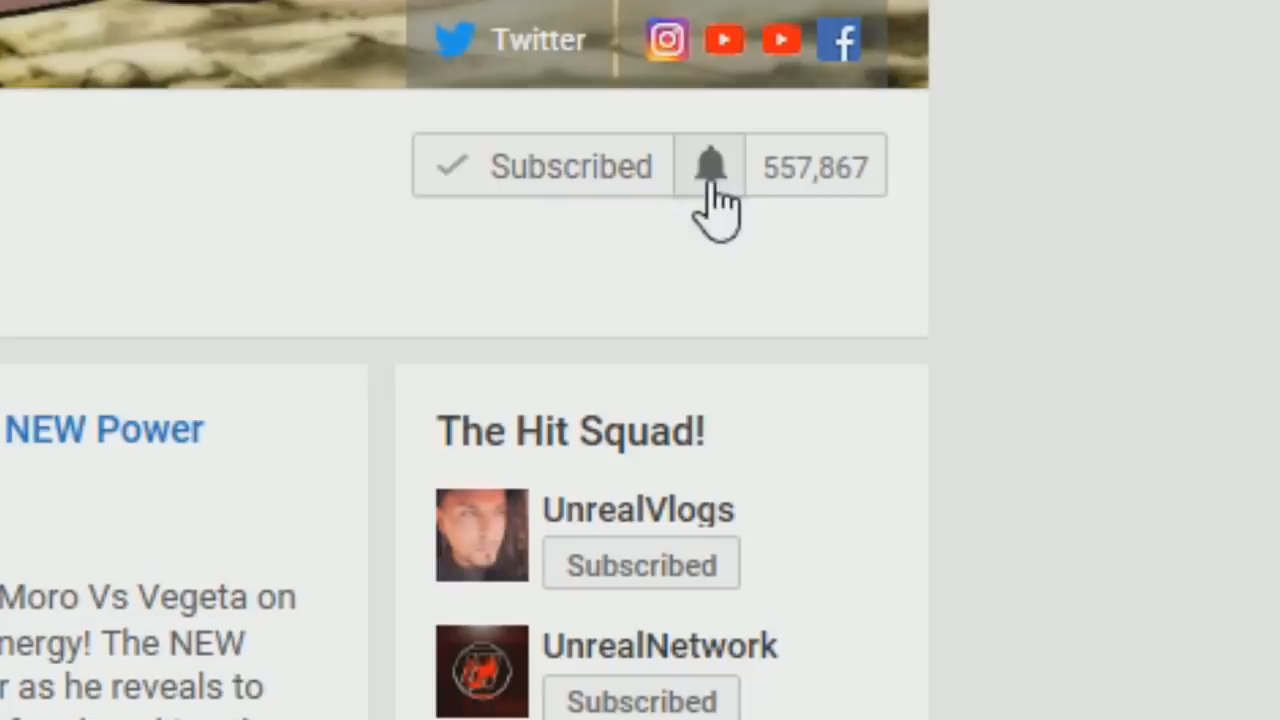 Twitter
Subscribed 557,867
NEW Power
The Hit Squad!
UnrealVlogs
Subscribed
Moro Vs Vegeta on
nergy! The NEW
r as he reveals to
UnrealNetwork
Subscribed